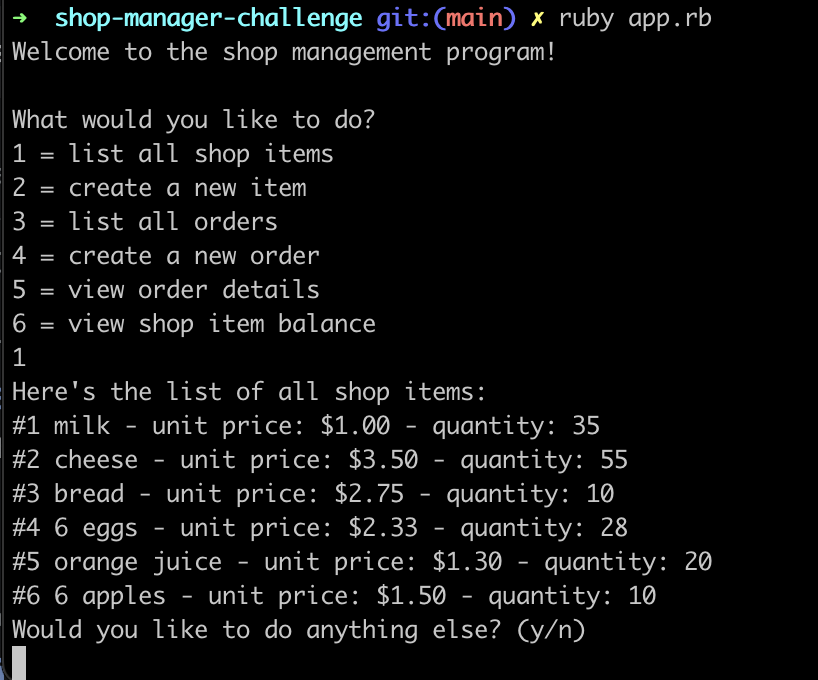 → shop-manager-challenge git:(main) ✗ ruby app.rb
Welcome to the shop management program!
What would you like to do?
1 = list all shop items
2 = create a new item
3 = list all orders
4 = create a new order
5 = view order details
6 = view shop item balance
1
Here's the list of all shop items:
#1 milk - unit price: $1.00 - quantity: 35
#2 cheese - unit price: $3.50 - quantity: 55
#3 bread - unit price: $2.75 - quantity: 10
#4 6 eggs - unit price: $2.33 - quantity: 28
#5 orange juice - unit price: $1.30 - quantity: 20
#6 6 apples - unit price: $1.50 - quantity: 10
Would you like to do anything else? (y/n)